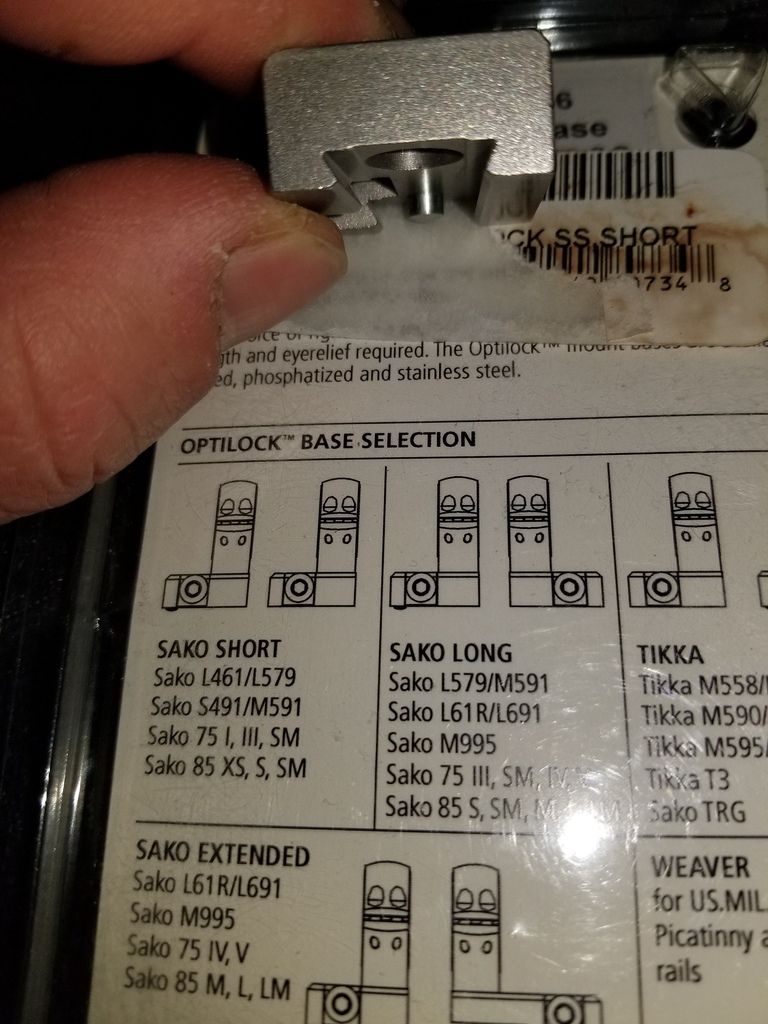 6
ase
CK SS SHORT
0734 8
gth and eyerelief required. The Optilock™ mount
ed, phosphatized and stainless steel.
OPTILOCK™ BASE SELECTION
SAKO SHORT
Sako L461/L579
Sako S491/M591
Sako 75 I, III, SM
Sako 85 XS, S, SM
SAKO LONG
Sako L579/M591
Sako L61R/L691
Sako M995
Sako 75 III, SM, IV, V
Sako 85 S, SM, M
TIKKA
Tikka M558/
Tikka M590/
Tikka M595/
Tikka T3
Sako TRG
SAKO EXTENDED
Sako L61R/L691
Sako M995
Sako 75 IV, V
Sako 85 M, L, LM
WEAVER
for US.MIL.
Picatinny a
rails